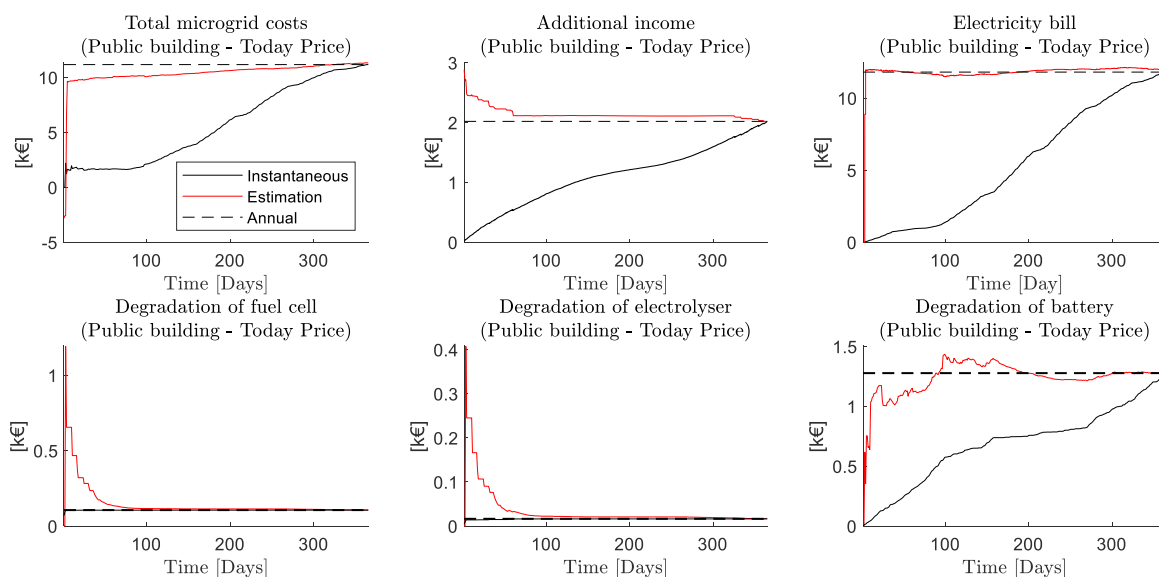 Total microgrid costs
(Public building - Today Price)
10
5
0
-5
[k€]
Instantaneous
Estimation
Annual
100
200
300
Time [Days]
Additional income
(Public building - Today Price)
3
2
1
0
[k€]
100
200
300
Time [Days]
Electricity bill
(Public building - Today Price)
10
5
0
[k€]
100
200
300
Time [Day]
Degradation of fuel cell
(Public building - Today Price)
1
0.5
0
[k€]
100
200
300
Time [Days]
Degradation of electrolyser
(Public building - Today Price)
0.4
0.3
0.2
0.1
0
[k€]
100
200
300
Time [Days]
Degradation of battery
(Public building - Today Price)
1.5
1
0.5
0
[k€]
100
200
300
Time [Days]